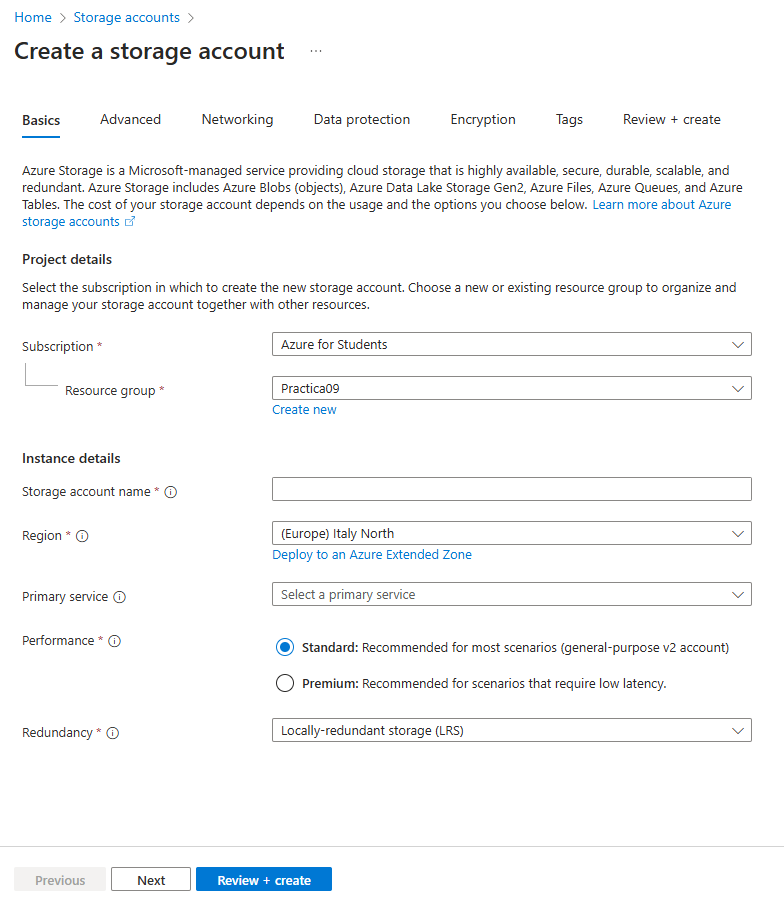 Home > Storage accounts >
Create a storage account ...
Basics Advanced Networking Data protection Encryption Tags Review + create
Azure Storage is a Microsoft-managed service providing cloud storage that is highly available, secure, durable, scalable, and
redundant. Azure Storage includes Azure Blobs (objects), Azure Data Lake Storage Gen2, Azure Files, Azure Queues, and Azure
Tables. The cost of your storage account depends on the usage and the options you choose below. Learn more about Azure
storage accounts
Project details
Select the subscription in which to create the new storage account. Choose a new or existing resource group to organize and
manage your storage account together with other resources.
Subscription * Azure for Students
Resource group * Practica09
Create new
Instance details
Storage account name *
Region * (Europe) Italy North
Deploy to an Azure Extended Zone
Primary service Select a primary service
Performance * Standard: Recommended for most scenarios (general-purpose v2 account)
Premium: Recommended for scenarios that require low latency.
Redundancy * Locally-redundant storage (LRS)
Previous Next Review + create